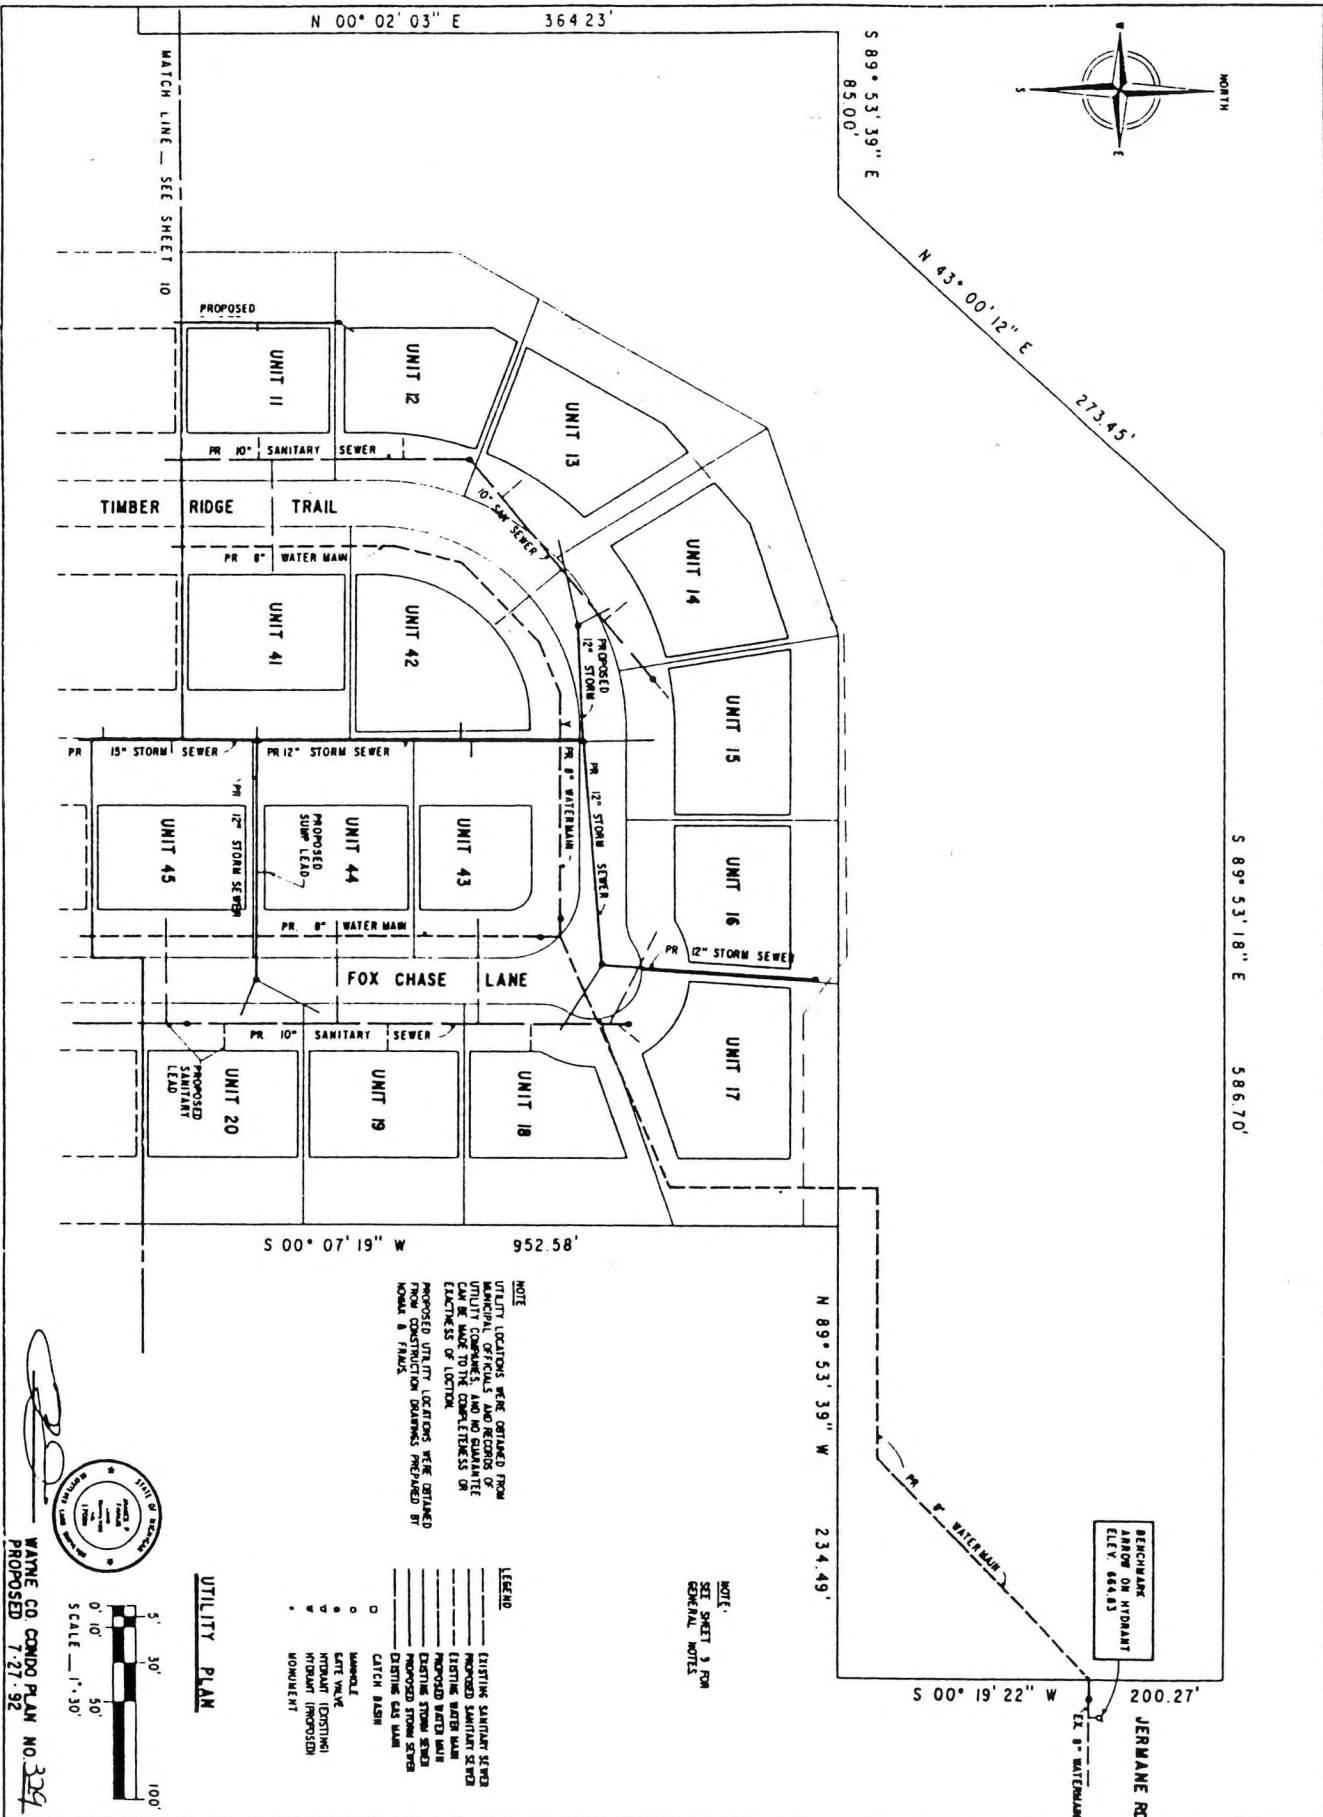 N 00° 02' 03" E 364.23'
S 89° 53' 39" E
85.00'
NORTH
W
S
E
N 43° 00' 12" E 273.45'
S 89° 53' 18" E 586.70'
MATCH LINE _ SEE SHEET 10
PROPOSED
UNIT 11
UNIT 12
UNIT 13
UNIT 14
UNIT 15
UNIT 16
UNIT 17
PR 10" SANITARY SEWER
10" SAN SEWER
TIMBER RIDGE TRAIL
PR 8" WATER MAIN
UNIT 41
UNIT 42
PROPOSED
12" STORM
PR 15" STORM SEWER
PR 12" STORM SEWER
PR 8" WATERMAIN
PR 12" STORM SEWER
PR 12" STORM SEWER
UNIT 45
PR 12" STORM SEWER
PROPOSED
SUMP LEAD
UNIT 44
UNIT 43
PR. 8" WATER MAIN
FOX CHASE LANE
PR 10" SANITARY SEWER
PROPOSED
SANITARY
LEAD
UNIT 20
UNIT 19
UNIT 18
S 00° 07' 19" W 952.58'
N 89° 53' 39" W 234.49'
PR 8" WATERMAIN
BENCHMARK
ARROW ON HYDRANT
ELEV. 664.83
S 00° 19' 22" W 200.27'
JERMANE RD
EX 8" WATERMAIN
NOTE
UTILITY LOCATIONS WERE OBTAINED FROM
MUNICIPAL OFFICIALS AND RECORDS OF
UTILITY COMPANIES, AND NO GUARANTEE
CAN BE MADE TO THE COMPLETENESS OR
EXACTNESS OF LOCTION.
PROPOSED UTILITY LOCATIONS WERE OBTAINED
FROM CONSTRUCTION DRAWINGS PREPARED BY
NOWAK & FRAUS.
NOTE:
SEE SHEET 9 FOR
GENERAL NOTES
LEGEND
EXISTING SANITARY SEWER
PROPOSED SANITARY SEWER
EXISTING WATER MAIN
PROPOSED WATER MAIN
EXISTING STORM SEWER
PROPOSED STORM SEWER
EXISTING GAS MAIN
CATCH BASIN
MANHOLE
GATE VALVE
HYDRANT (EXISTING)
HYDRANT (PROPOSED)
MONUMENT
UTILITY PLAN
STATE OF MICHIGAN
0' 5' 10' 30' 50' 100'
SCALE _ 1"=30'
WAYNE CO. CONDO PLAN NO. 329
PROPOSED 7-27-92